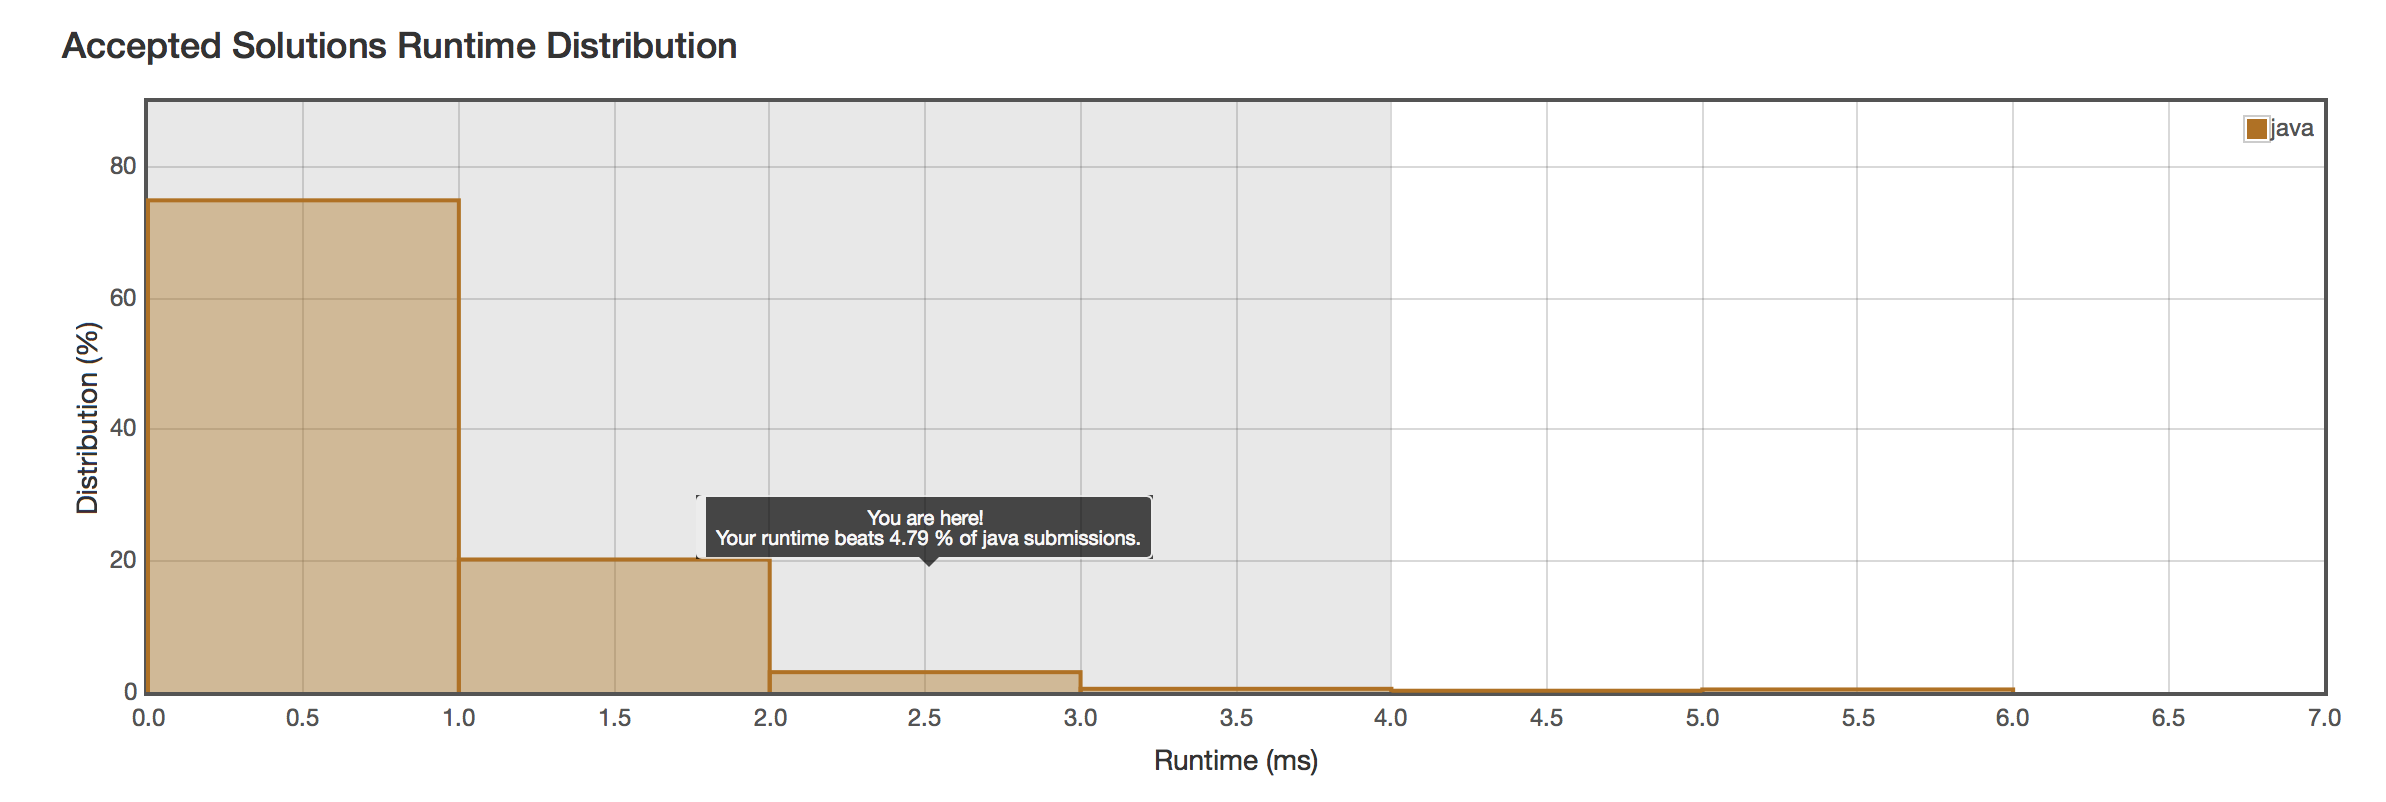 Accepted Solutions Runtime Distribution
java
80
60
40
20
0
Distribution (%)
You are here!
Your runtime beats 4.79 % of java submissions.
0.0 0.5 1.0 1.5 2.0 2.5 3.0 3.5 4.0 4.5 5.0 5.5 6.0 6.5 7.0
Runtime (ms)